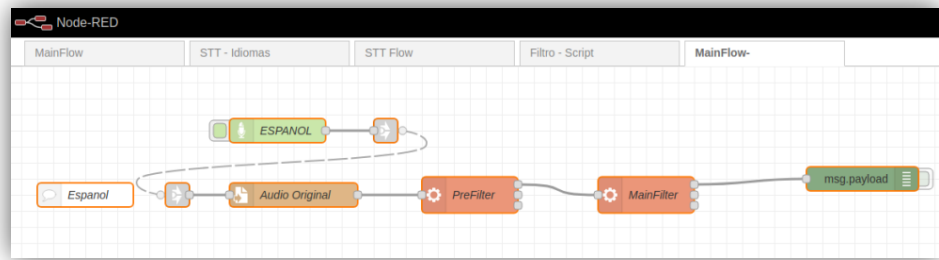 Node-RED
MainFlow
STT - Idiomas
STT Flow
Filtro - Script
MainFlow-
ESPANOL
Espanol
Audio Original
PreFilter
MainFilter
msg.payload